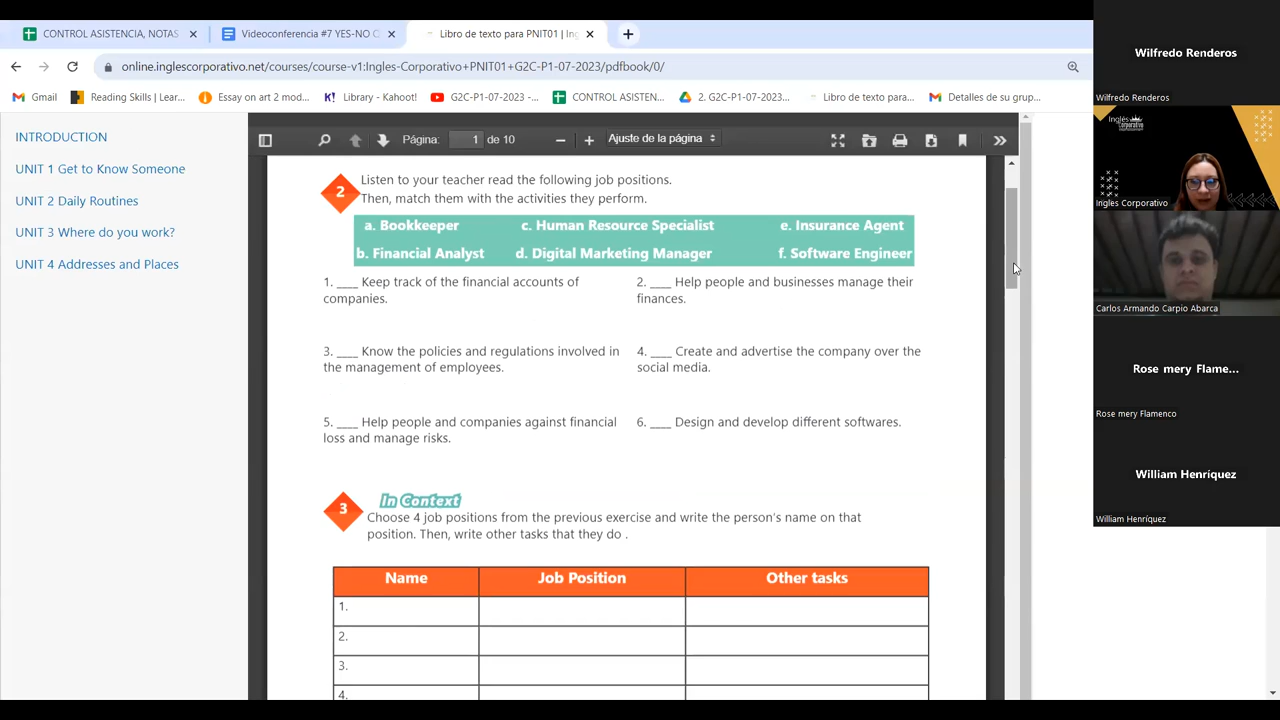 CONTROL ASISTENCIA, NOTAS
Videoconferencia #7 YES-NO Q
Libro de texto para PNIT01 | Ing
online.inglescorporativo.net/courses/course-v1:Ingles-Corporativo+PNIT01+G2C-P1-07-2023/pdfbook/0/
Gmail
Reading Skills | Lear...
Essay on art 2 mod...
Library - Kahoot!
G2C-P1-07-2023 -...
CONTROL ASISTEN...
2. G2C-P1-07-2023...
Libro de texto para...
Detalles de su grup...
INTRODUCTION
UNIT 1 Get to Know Someone
UNIT 2 Daily Routines
UNIT 3 Where do you work?
UNIT 4 Addresses and Places
Página: 1 de 10
Ajuste de la página
2
Listen to your teacher read the following job positions.
Then, match them with the activities they perform.
a. Bookkeeper c. Human Resource Specialist e. Insurance Agent
b. Financial Analyst d. Digital Marketing Manager f. Software Engineer
1. ____ Keep track of the financial accounts of
companies.
2. ____ Help people and businesses manage their
finances.
3. ____ Know the policies and regulations involved in
the management of employees.
4. ____ Create and advertise the company over the
social media.
5. ____ Help people and companies against financial
loss and manage risks.
6. ____ Design and develop different softwares.
3
In Context
Choose 4 job positions from the previous exercise and write the person's name on that
position. Then, write other tasks that they do .
Name Job Position Other tasks
1.
2.
3.
4.
Wilfredo Renderos
Wilfredo Renderos
Inglés
Corporativo
Ingles Corporativo
Carlos Armando Carpio Abarca
Rose mery Flame...
Rose mery Flamenco
William Henríquez
William Henríquez